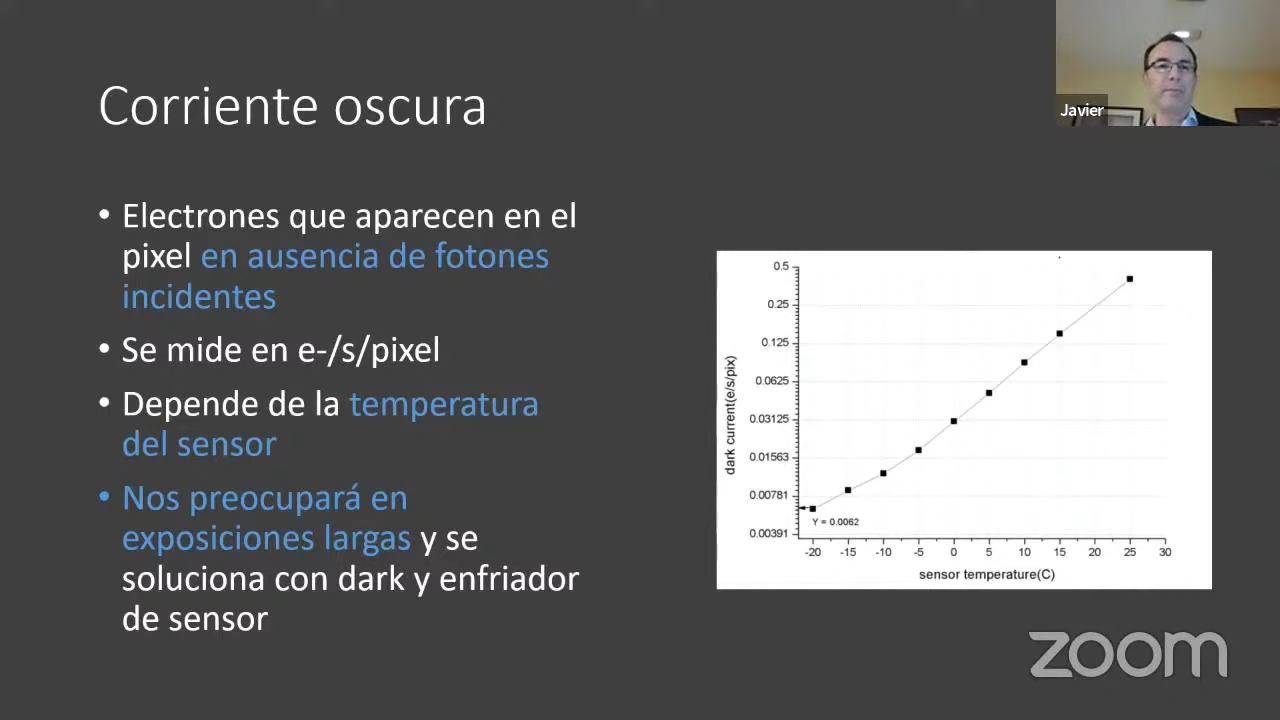 Corriente oscura
Javier
• Electrones que aparecen en el
pixel en ausencia de fotones
incidentes
• Se mide en e-/s/pixel
• Depende de la temperatura
del sensor
• Nos preocupará en
exposiciones largas y se
soluciona con dark y enfriador
de sensor
dark current(e/s/pix)
0.5
0.25
0.125
0.0625
0.03125
0.01563
0.00781
0.00391
Y = 0.0062
-20 -15 -10 -5 0 5 10 15 20 25 30
sensor temperature(C)
zoom